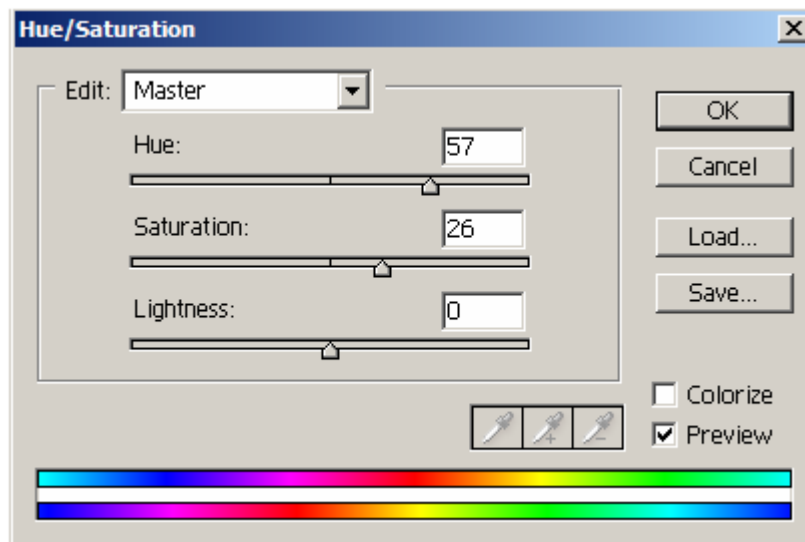 Hue/Saturation
Edit: Master
Hue: 57
Saturation: 26
Lightness: 0
OK
Cancel
Load...
Save...
Colorize
Preview